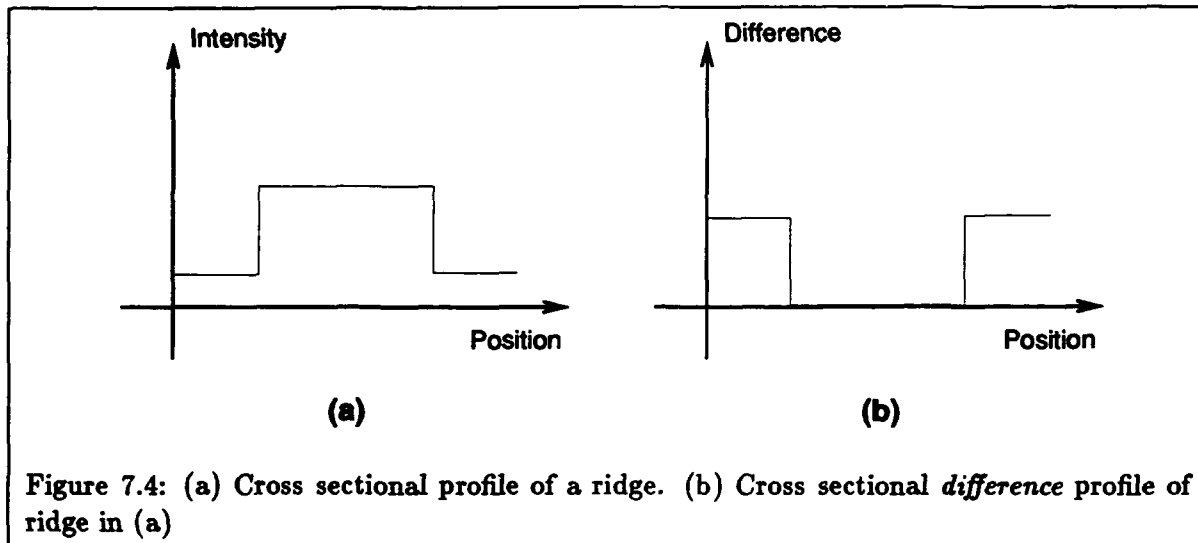 Intensity
Difference
Position
Position
(a)
(b)
Figure 7.4: (a) Cross sectional profile of a ridge. (b) Cross sectional difference profile of
ridge in (a)